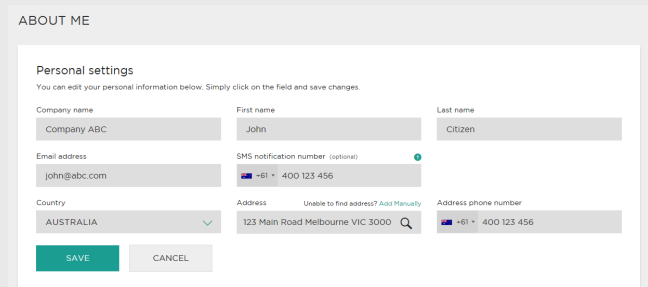 ABOUT ME
Personal settings
You can edit your personal information below. Simply click on the field and save changes.
Company name
First name
Last name
Company ABC
John
Citizen
Email address
SMS notification number (optional)
?
john@abc.com
+61 400 123 456
Country
Address Unable to find address? Add Manually
Address phone number
AUSTRALIA
123 Main Road Melbourne VIC 3000
+61 400 123 456
SAVE
CANCEL